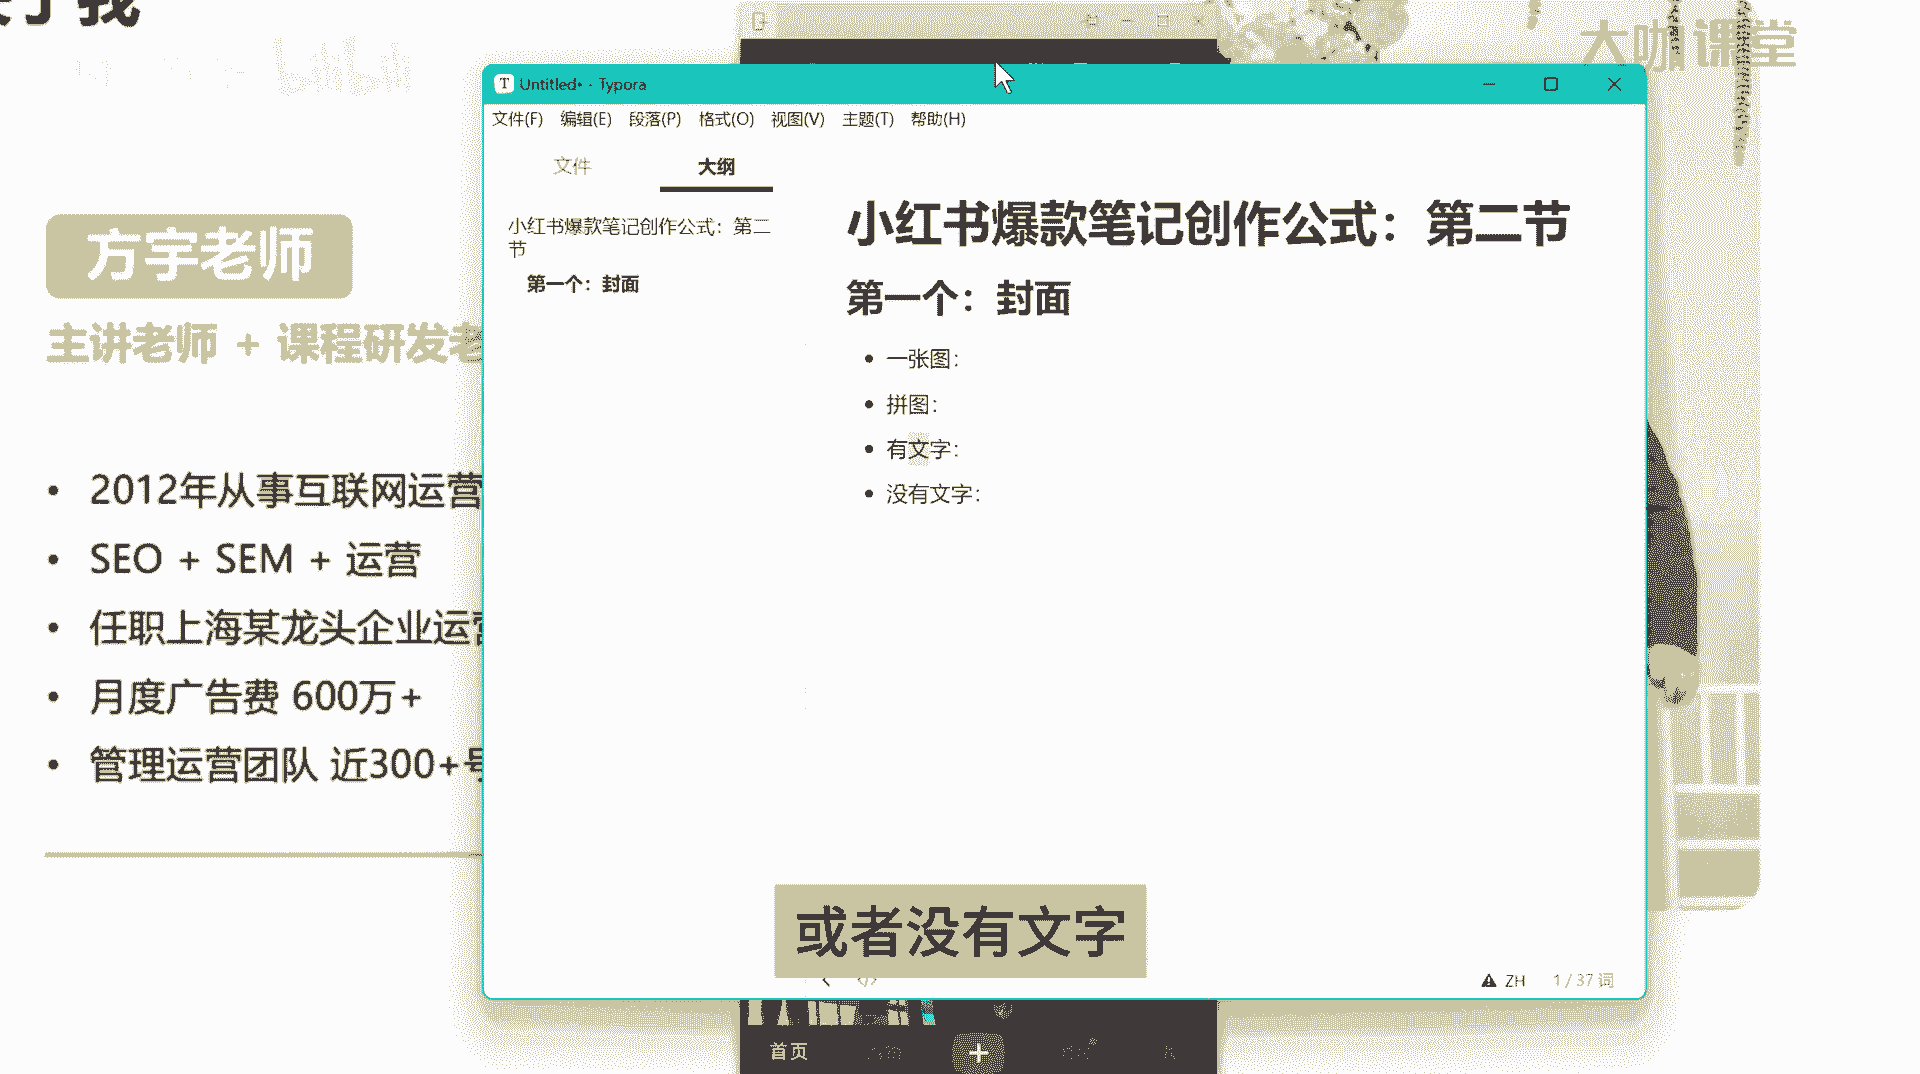 大咖课堂
bilibili
Untitled• - Typora
文件(F) 编辑(E) 段落(P) 格式(O) 视图(V) 主题(T) 帮助(H)
文件 大纲
小红书爆款笔记创作公式：第二
节
第一个：封面
小红书爆款笔记创作公式：第二节
第一个：封面
• 一张图：
• 拼图：
• 有文字：
• 没有文字：
方宇老师
主讲老师 + 课程研发老
• 2012年从事互联网运营
• SEO + SEM + 运营
• 任职上海某龙头企业运营
• 月度广告费 600万+
• 管理运营团队 近300+号
或者没有文字
ZH 1 / 37 词
首页